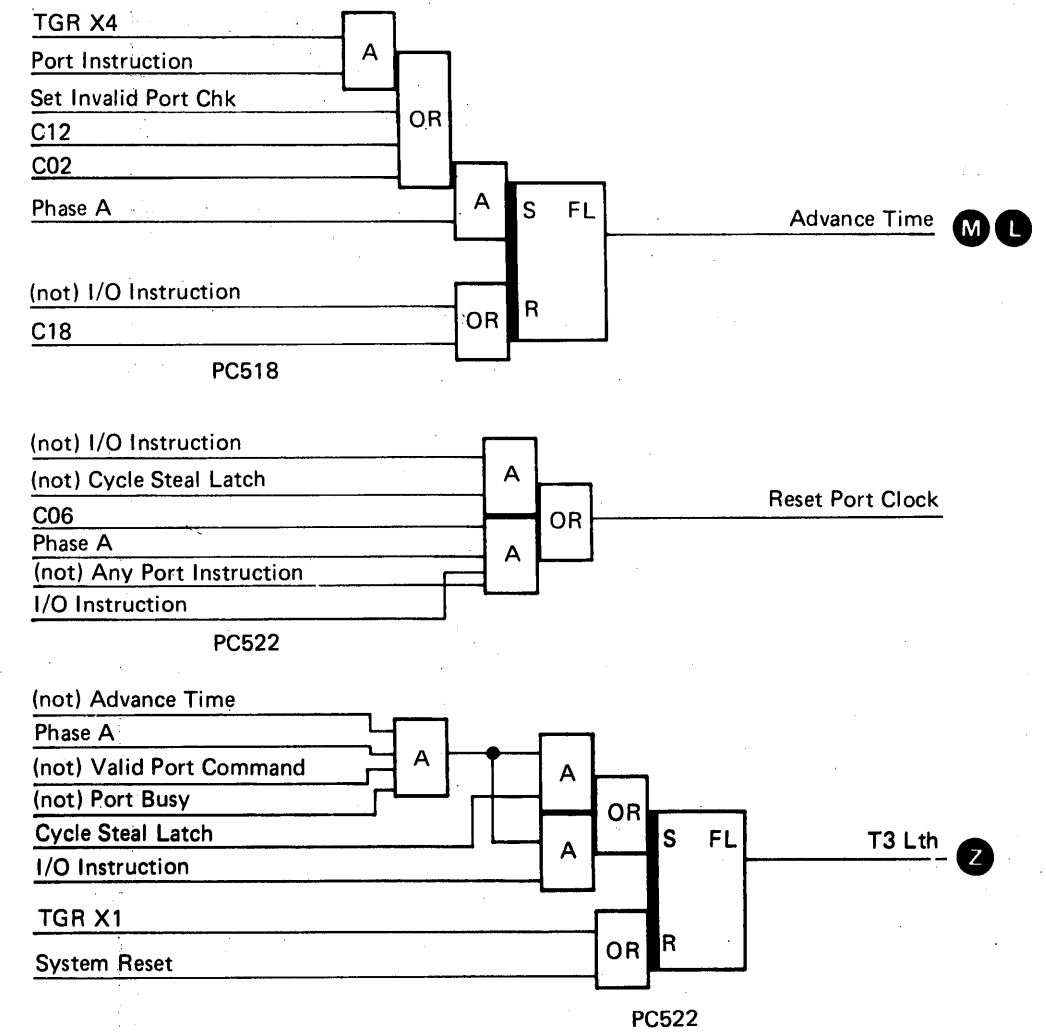 TGR X4
A
Port Instruction
Set Invalid Port Chk
OR
C12
C02
Phase A
A
S FL
Advance Time
M L
(not) I/O Instruction
OR
R
C18
PC518
(not) I/O Instruction
A
(not) Cycle Steal Latch
Reset Port Clock
C06
OR
Phase A
A
(not) Any Port Instruction
I/O Instruction
PC522
(not) Advance Time
Phase A
A
(not) Valid Port Command
A
(not) Port Busy
OR
Cycle Steal Latch
S FL
T3 Lth
Z
A
I/O Instruction
TGR X1
OR
R
System Reset
PC522